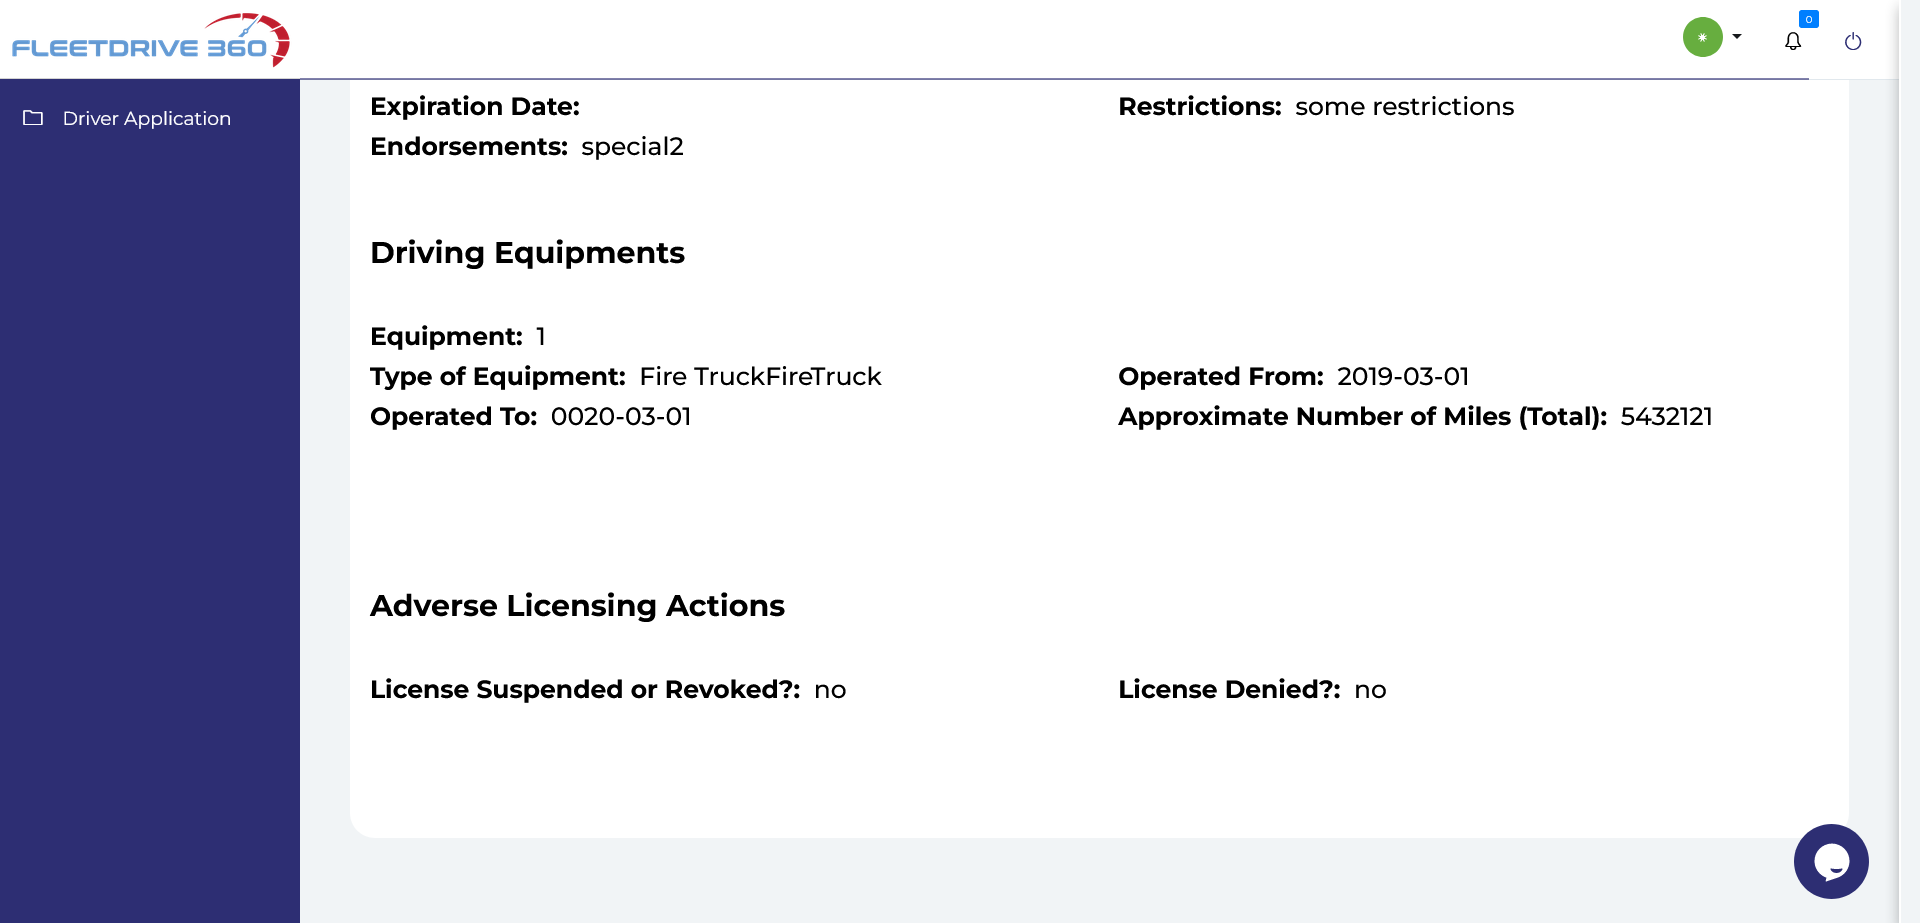 FLEETDRIVE 360
0
Driver Application
Expiration Date:
Restrictions: some restrictions
Endorsements: special2
Driving Equipments
Equipment: 1
Type of Equipment: Fire TruckFireTruck
Operated From: 2019-03-01
Operated To: 0020-03-01
Approximate Number of Miles (Total): 5432121
Adverse Licensing Actions
License Suspended or Revoked?: no
License Denied?: no